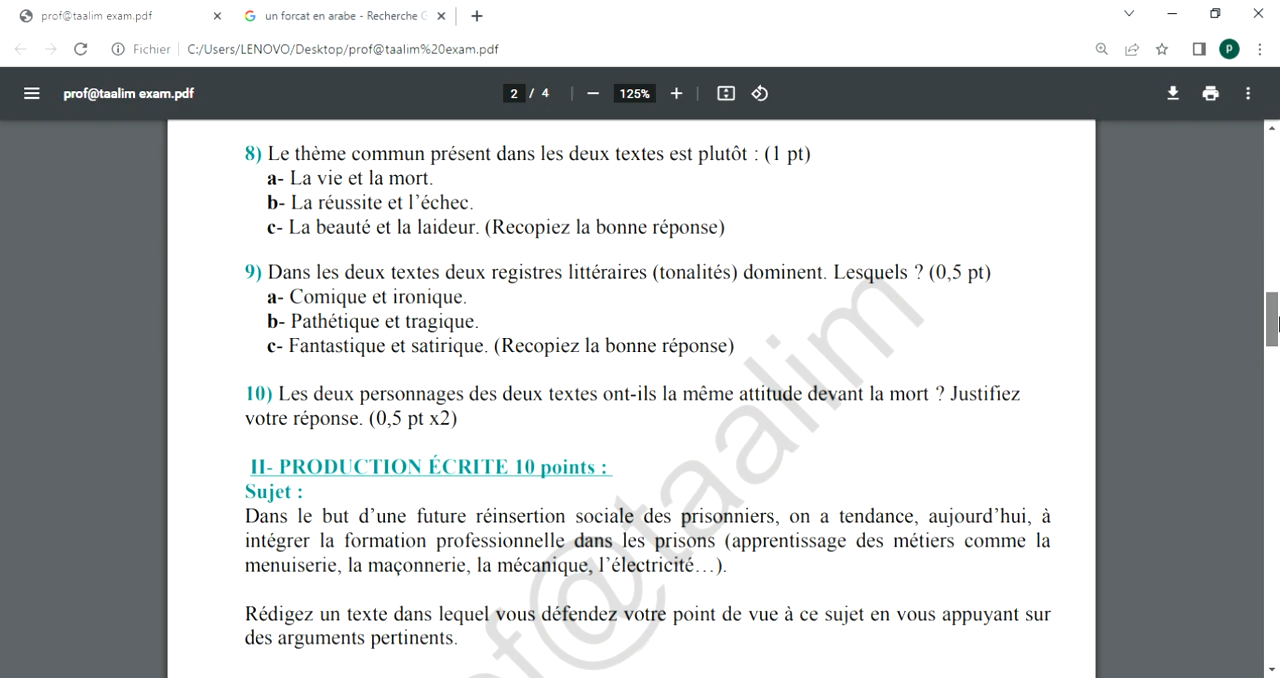 prof@taalim exam.pdf
un forcat en arabe - Recherche G
Fichier
C:/Users/LENOVO/Desktop/prof@taalim%20exam.pdf
P
prof@taalim exam.pdf
2 / 4
125%
8) Le thème commun présent dans les deux textes est plutôt : (1 pt)
a- La vie et la mort.
b- La réussite et l’échec.
c- La beauté et la laideur. (Recopiez la bonne réponse)
9) Dans les deux textes deux registres littéraires (tonalités) dominent. Lesquels ? (0,5 pt)
a- Comique et ironique.
b- Pathétique et tragique.
c- Fantastique et satirique. (Recopiez la bonne réponse)
10) Les deux personnages des deux textes ont-ils la même attitude devant la mort ? Justifiez
votre réponse. (0,5 pt x2)
II- PRODUCTION ÉCRITE 10 points :
Sujet :
Dans le but d’une future réinsertion sociale des prisonniers, on a tendance, aujourd’hui, à
intégrer la formation professionnelle dans les prisons (apprentissage des métiers comme la
menuiserie, la maçonnerie, la mécanique, l’électricité…).
Rédigez un texte dans lequel vous défendez votre point de vue à ce sujet en vous appuyant sur
des arguments pertinents.
of@taalim